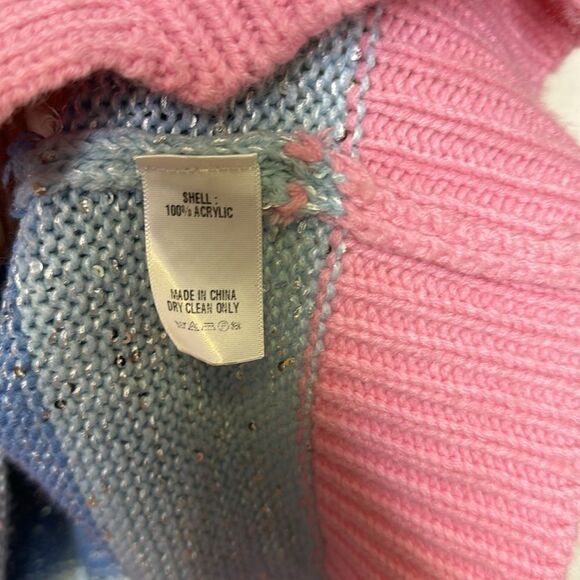 SHELL :
100% ACRYLIC
MADE IN CHINA
DRY CLEAN ONLY